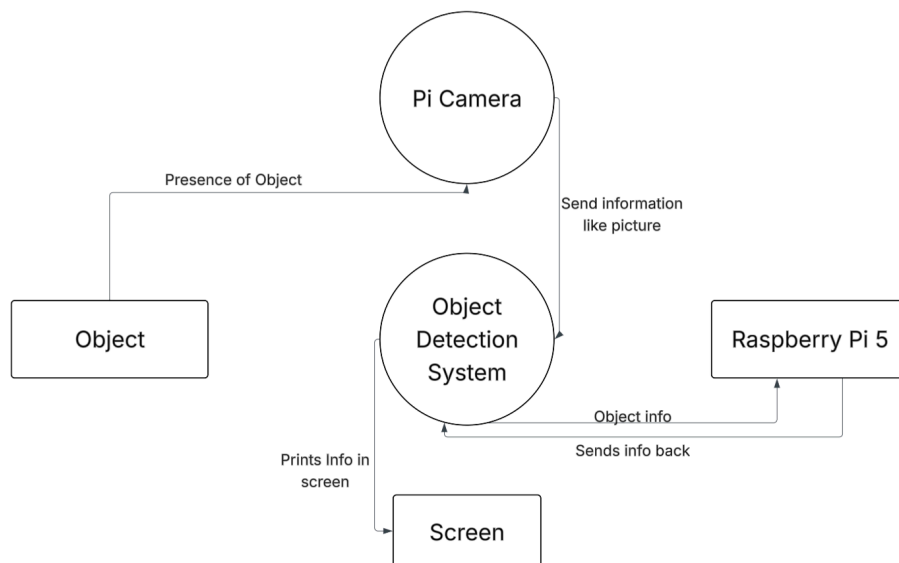 Pi Camera
Presence of Object
Send information
like picture
Object
Object
Detection
System
Raspberry Pi 5
Object info
Sends info back
Prints Info in
screen
Screen